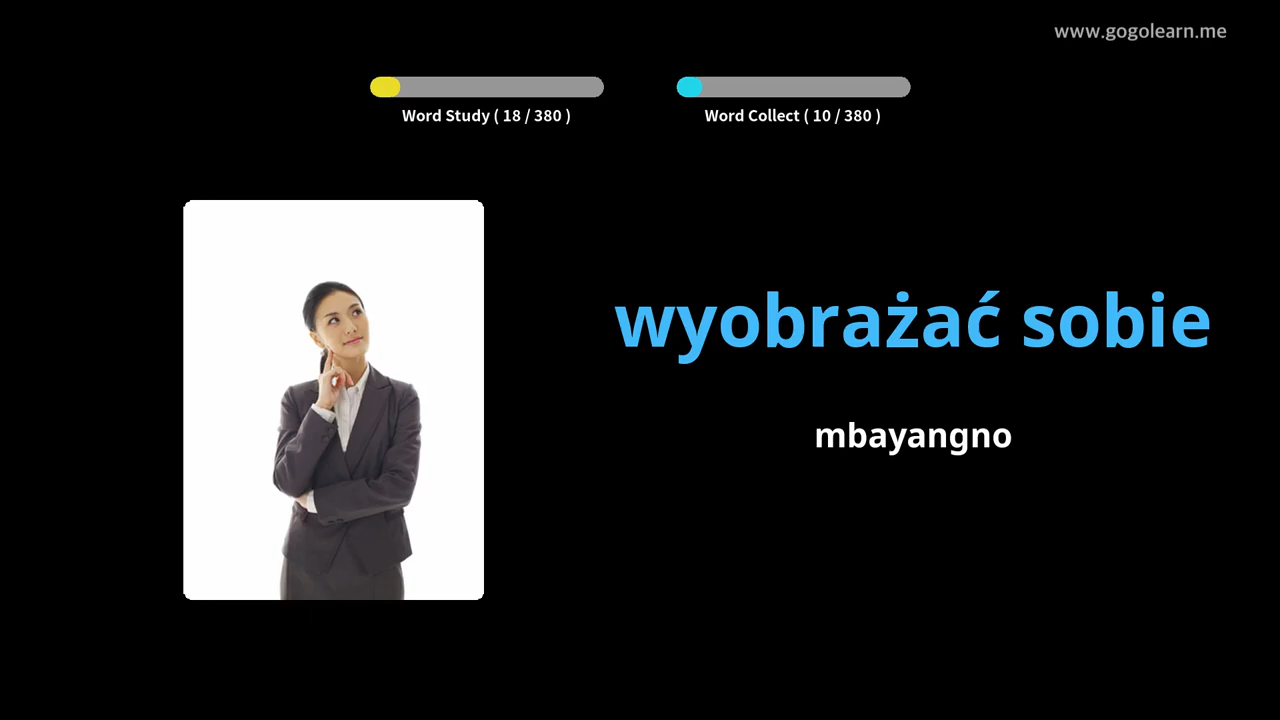 www.gogolearn.me
Word Study ( 18 / 380 )
Word Collect ( 10 / 380 )
wyobrażać sobie
mbayangno